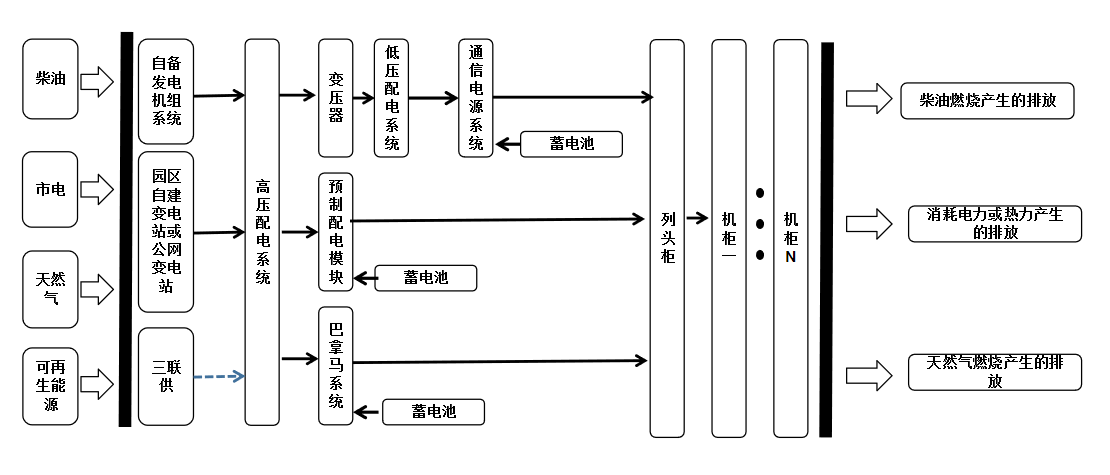 柴油
市电
天然
气
可再
生能
源
自备
发电
机组
系统
园区
自建
变电
站或
公网
变电
站
三联
供
高压配电系统
变压器
低压配电系统
通信电源系统
蓄电池
预制配电模块
蓄电池
巴拿马系统
蓄电池
列头柜
机柜一
机柜N
柴油燃烧产生的排放
消耗电力或热力产生
的排放
天然气燃烧产生的排
放